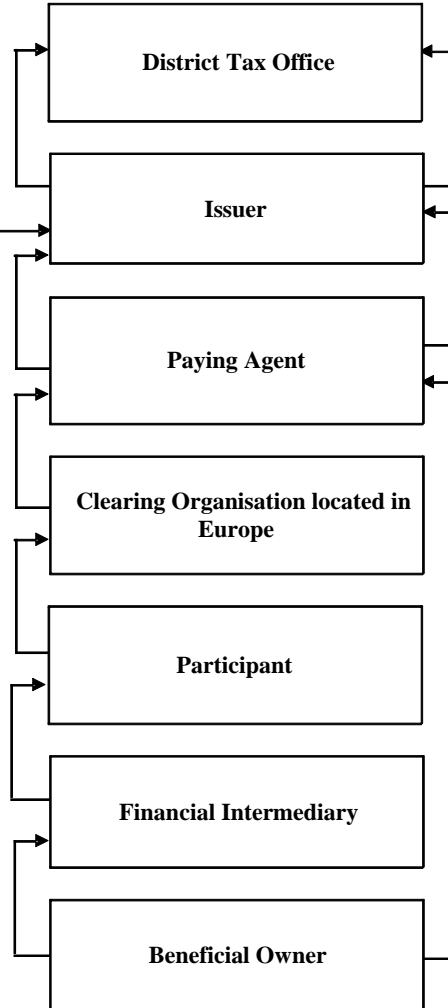 District Tax Office
Issuer
Paying Agent
Clearing Organisation located in
Europe
Participant
Financial Intermediary
Beneficial Owner